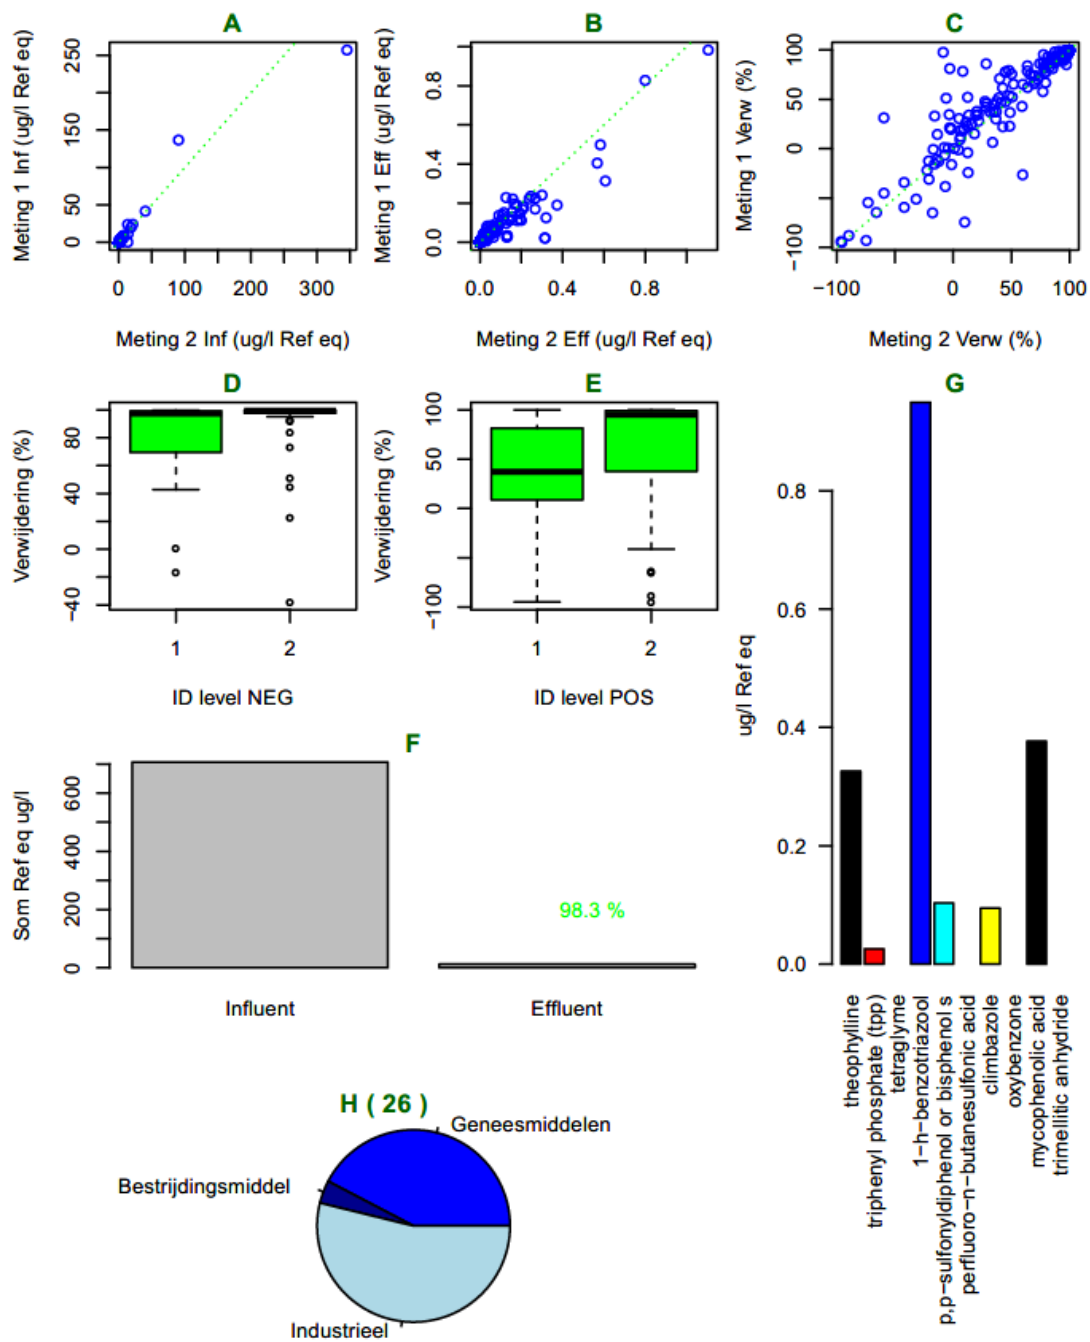 A
Meting 1 Inf (ug/l Ref eq)
250
150
50
0
0
100
200
300
Meting 2 Inf (ug/l Ref eq)
B
Meting 1 Eff (ug/l Ref eq)
0.8
0.4
0.0
0.0
0.4
0.8
Meting 2 Eff (ug/l Ref eq)
C
Meting 1 Verw (%)
100
50
0
−100
−100
0
50
100
Meting 2 Verw (%)
D
Verwijdering (%)
80
40
0
−40
1
2
ID level NEG
E
Verwijdering (%)
100
50
0
−100
1
2
ID level POS
F
Som Ref eq ug/l
600
400
200
0
98.3 %
Influent
Effluent
G
ug/l Ref eq
0.8
0.6
0.4
0.2
0.0
theophylline
triphenyl phosphate (tpp)
tetraglyme
1−h−benzotriazool
p,p−sulfonyldiphenol or bisphenol s
perfluoro−n−butanesulfonic acid
climbazole
oxybenzone
mycophenolic acid
trimellitic anhydride
H ( 26 )
Geneesmiddelen
Bestrijdingsmiddel
Industrieel